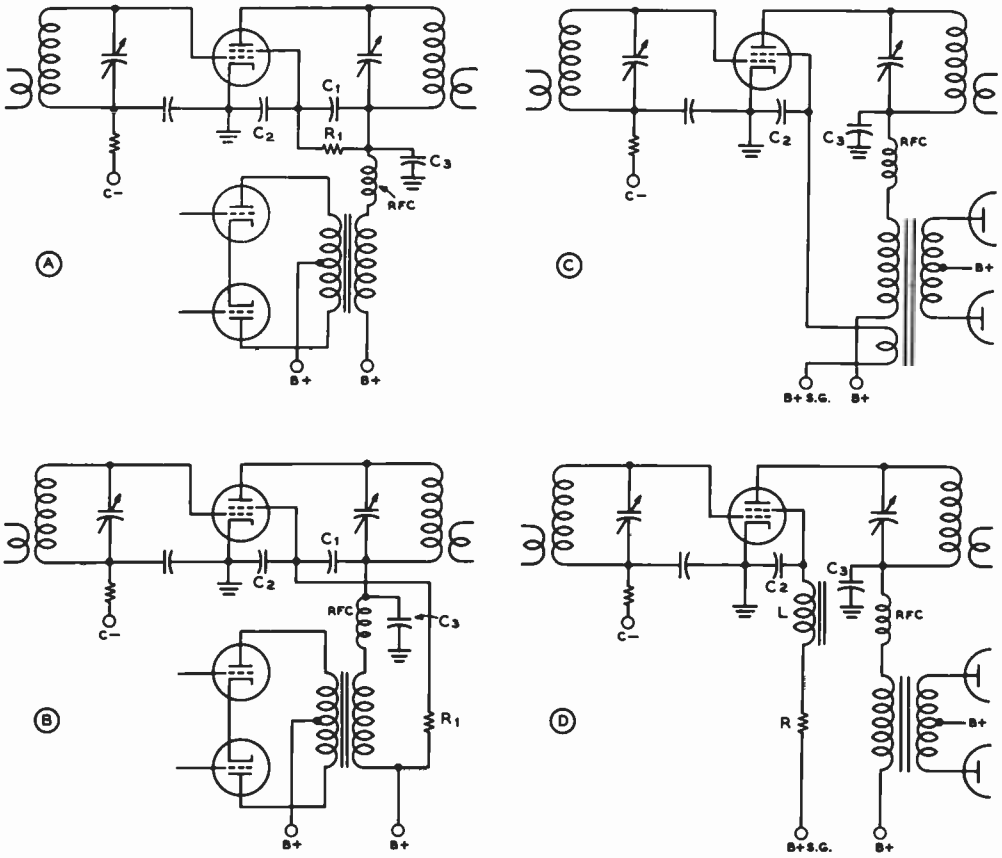 C1
C2
R1
C3
RFC
C-
A
B+
B+
C2
C3
RFC
C-
C
B+
B+ S.G.
B+
C1
C2
RFC
C3
C-
B
R1
B+
B+
C2
C3
L
RFC
C-
D
R
B+
B+ S.G.
B+